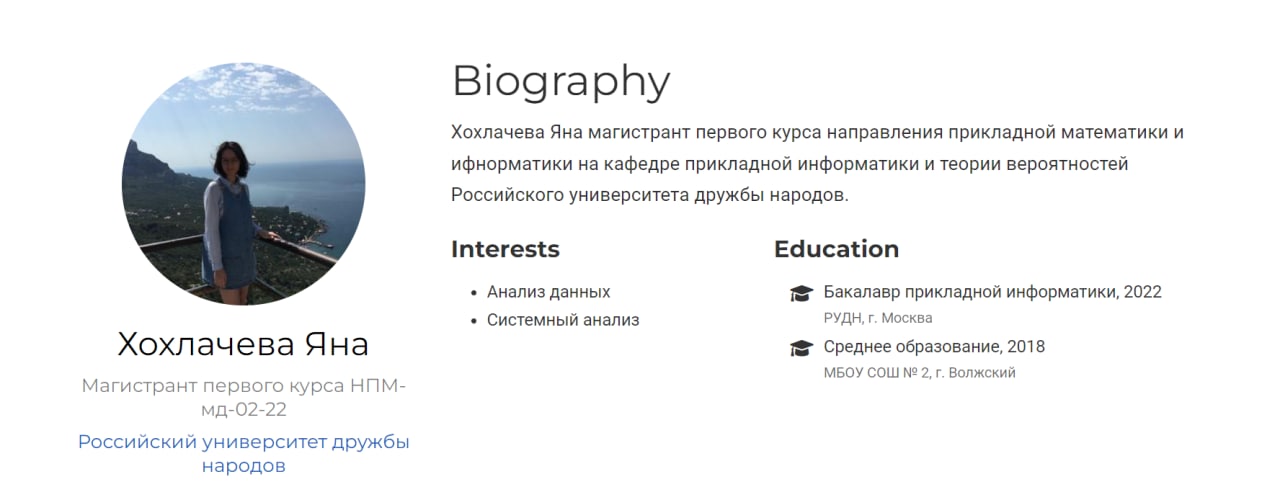 Biography
Хохлачева Яна магистрант первого курса направления прикладной математики и
ифнорматики на кафедре прикладной информатики и теории вероятностей
Российского университета дружбы народов.
Interests
Анализ данных
Системный анализ
Education
Бакалавр прикладной информатики, 2022
РУДН, г. Москва
Среднее образование, 2018
МБОУ СОШ № 2, г. Волжский
Хохлачева Яна
Магистрант первого курса НПМ-
мд-02-22
Российский университет дружбы
народов